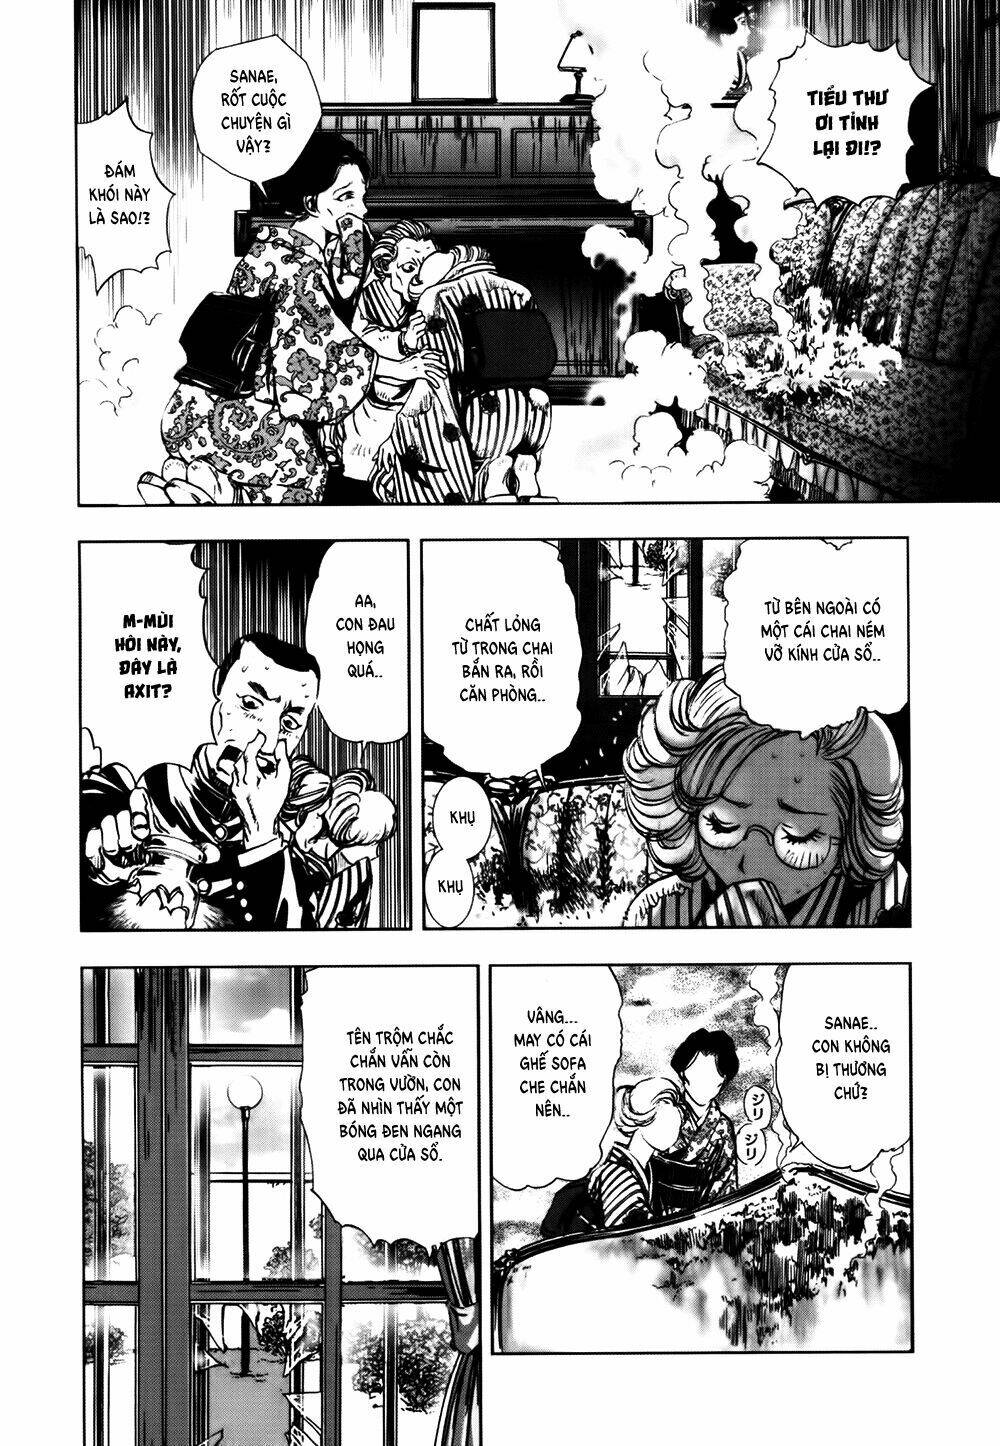 TIỂU THƯ
ƠI TỈNH
LẠI ĐI!?
SANAE,
RỐT CUỘC
CHUYỆN GÌ
VẬY?
ĐÁM
KHÓI NÀY
LÀ SAO!?
TỪ BÊN NGOÀI CÓ
MỘT CÁI CHAI NÉM
VỠ KÍNH CỬA SỔ..
CHẤT LỎNG
TỪ TRONG CHAI
BẮN RA, RỒI
CĂN PHÒNG..
KHỤ
KHỤ
AA,
CON ĐAU
HỌNG
QUÁ..
M-MÙI
HÔI NÀY,
ĐÂY LÀ
AXIT?
SANAE..
CON KHÔNG
BỊ THƯƠNG
CHỨ?
VÂNG...
MAY CÓ CÁI
GHẾ SOFA
CHE CHẮN
NÊN..
ジリ
ジリ
TÊN TRỘM CHẮC
CHẮN VẪN CÒN
TRONG VƯỜN, CON
ĐÃ NHÌN THẤY MỘT
BÓNG ĐEN NGANG
QUA CỬA SỔ.